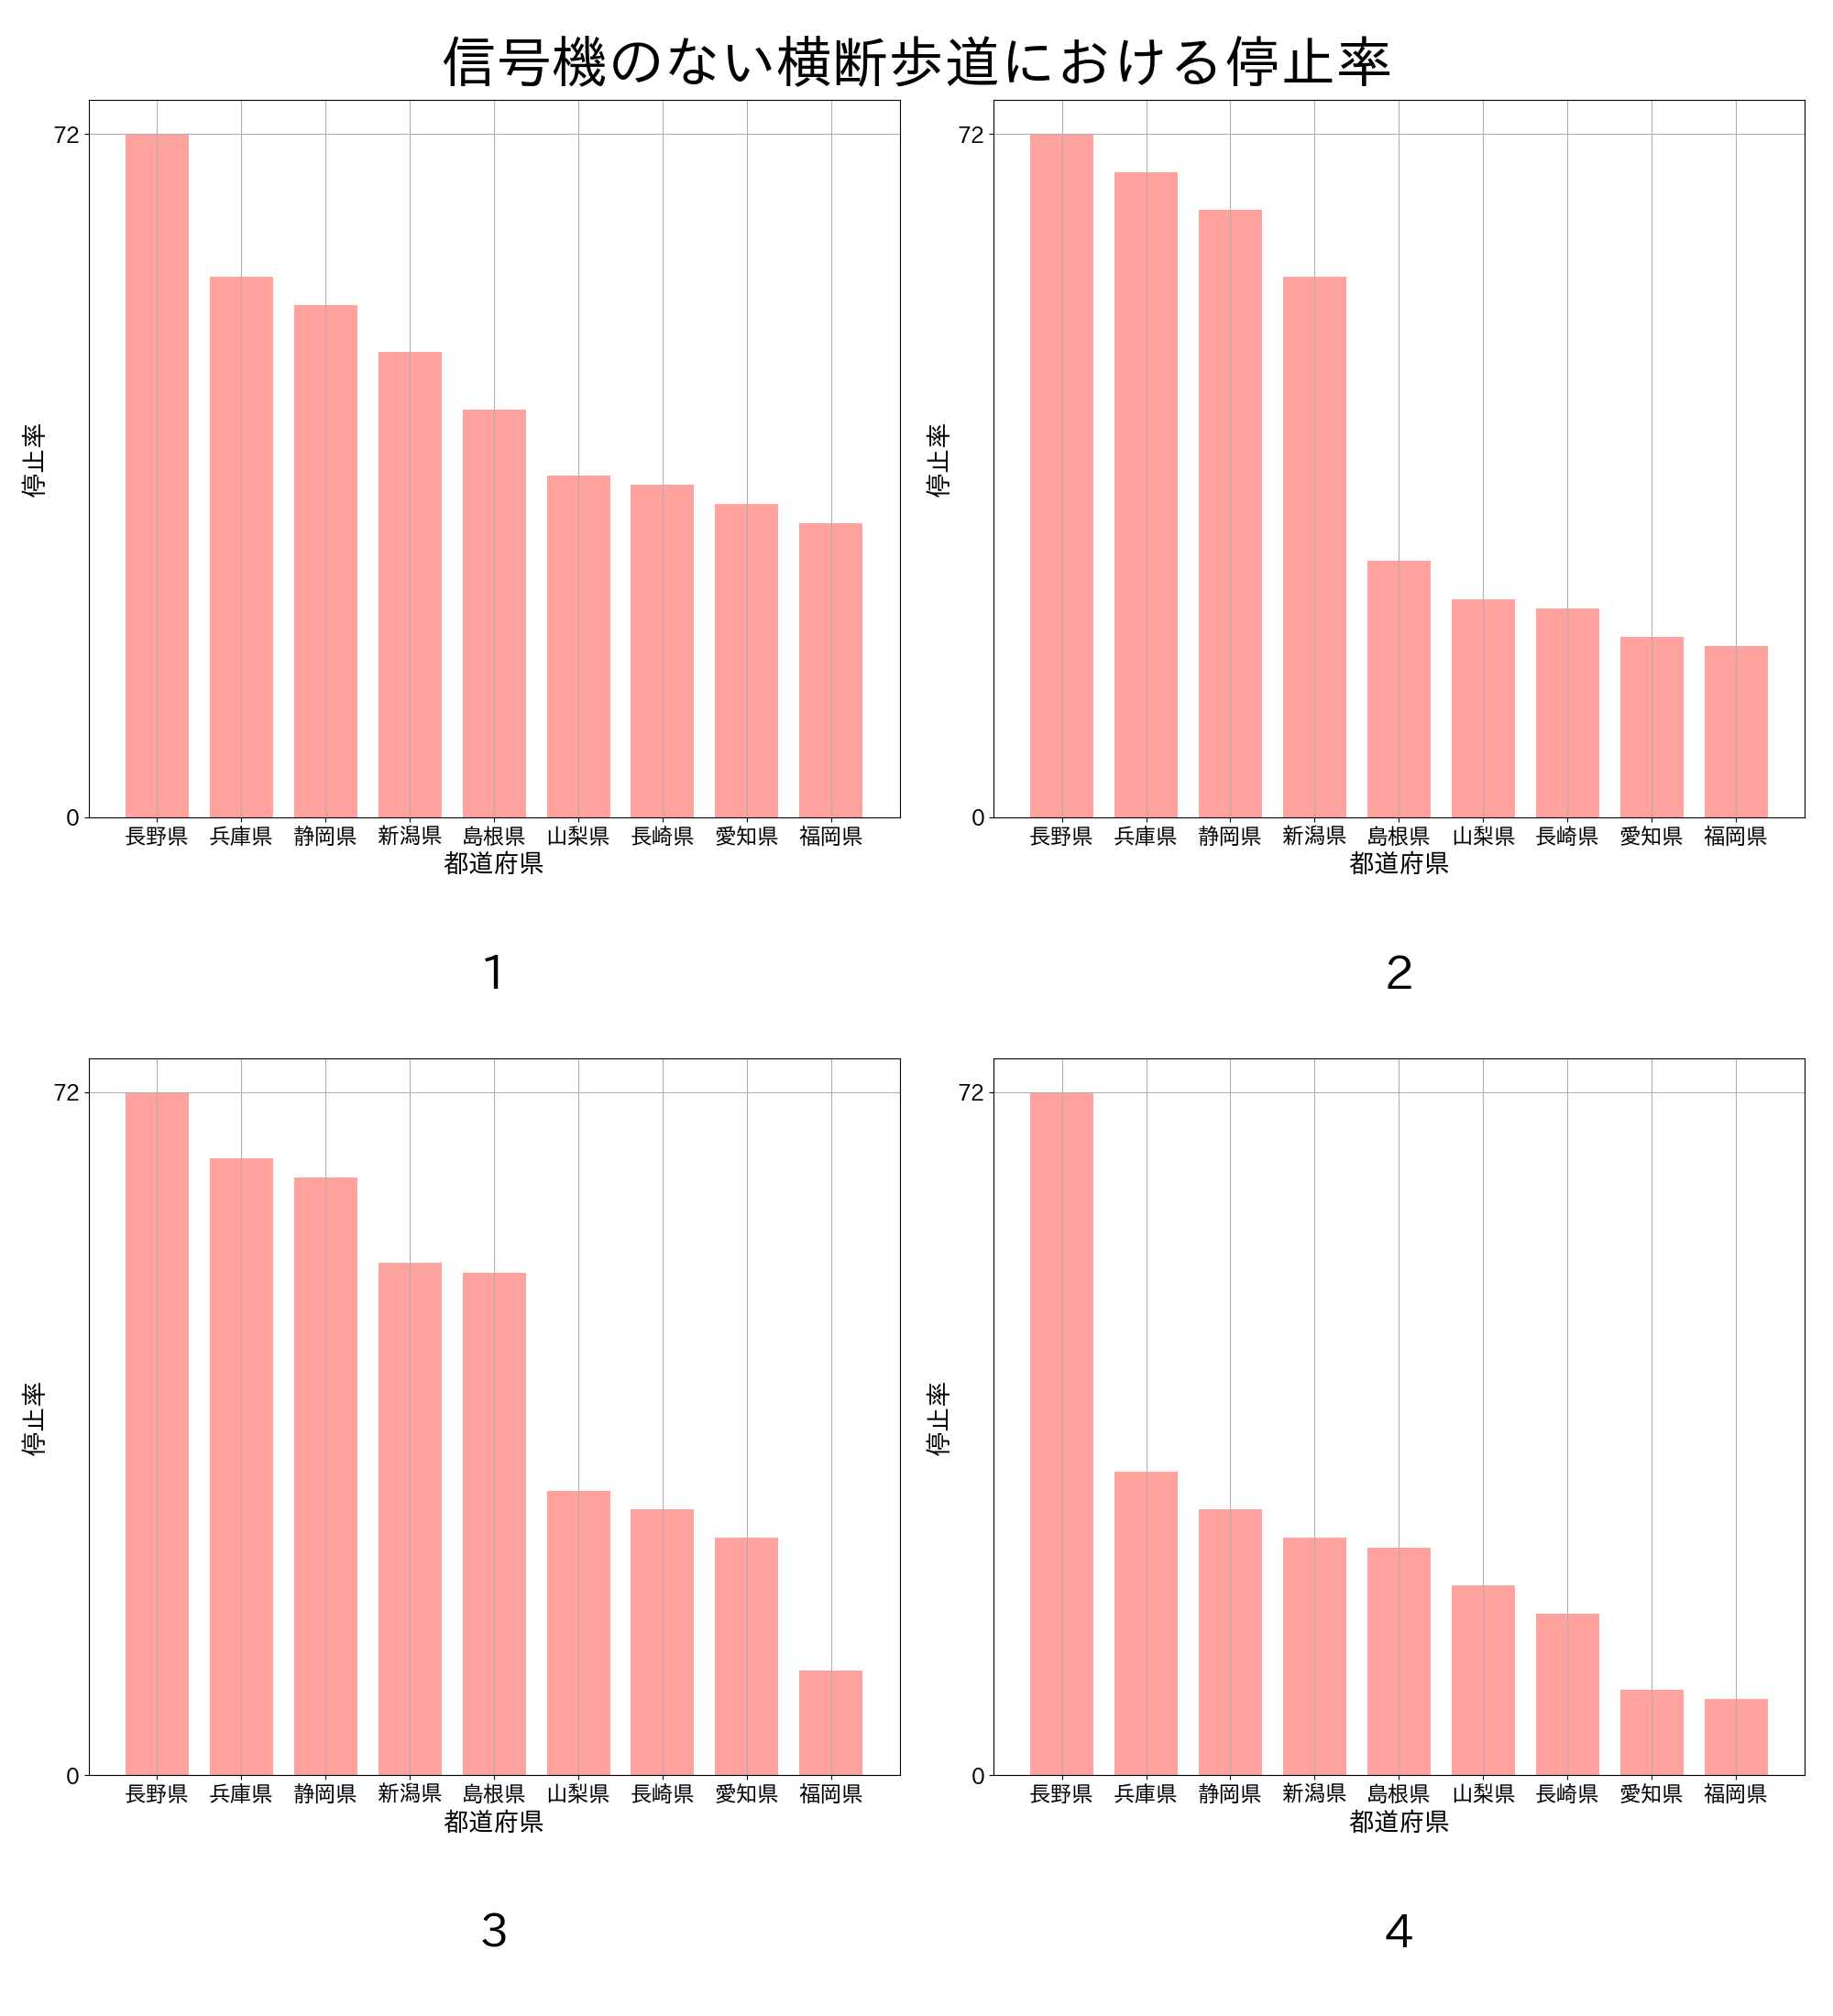 信号機のない横断歩道における停止率
72
0
停止率
長野県 兵庫県 静岡県 新潟県 島根県 山梨県 長崎県 愛知県 福岡県
都道府県
1
72
0
停止率
長野県 兵庫県 静岡県 新潟県 島根県 山梨県 長崎県 愛知県 福岡県
都道府県
2
72
0
停止率
長野県 兵庫県 静岡県 新潟県 島根県 山梨県 長崎県 愛知県 福岡県
都道府県
3
72
0
停止率
長野県 兵庫県 静岡県 新潟県 島根県 山梨県 長崎県 愛知県 福岡県
都道府県
4